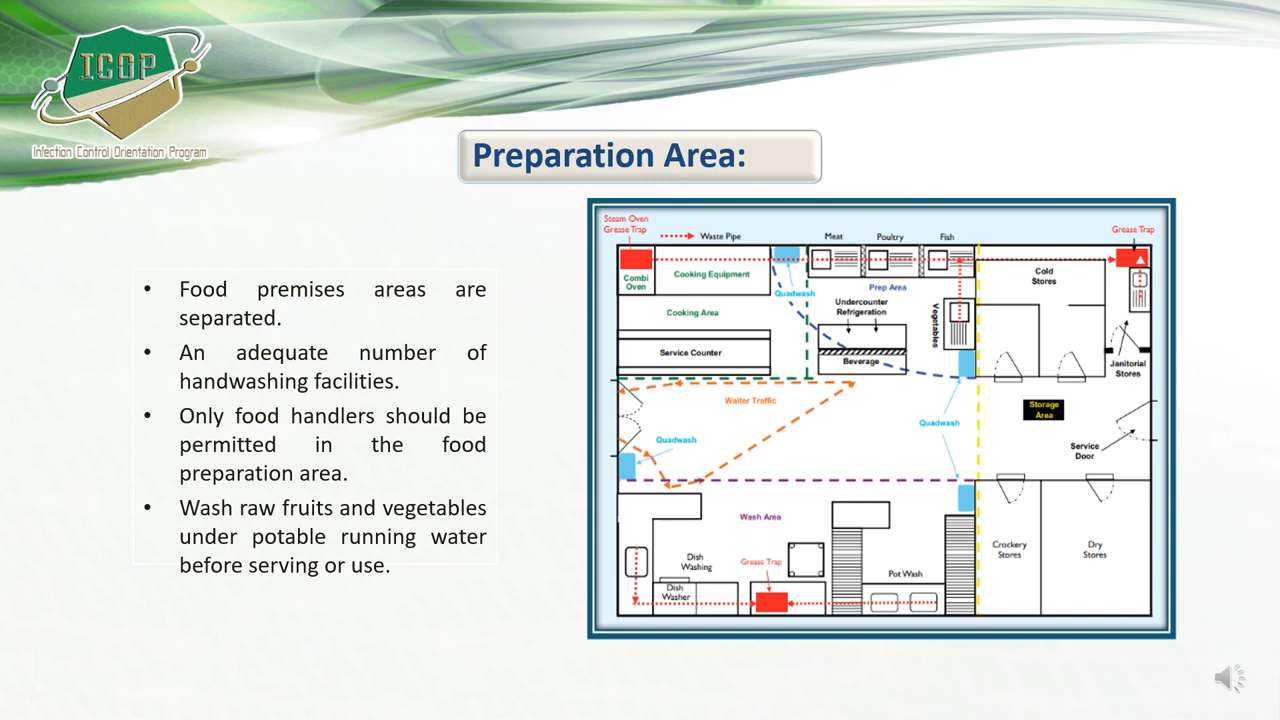 ICOP
Infection Control Orientation Program
Preparation Area:
• Food premises areas are
separated.
• An adequate number of
handwashing facilities.
• Only food handlers should be
permitted in the food
preparation area.
• Wash raw fruits and vegetables
under potable running water
before serving or use.
Steam Oven
Grease Trap
Waste Pipe
Meat
Poultry
Fish
Grease Trap
Combi
Oven
Cooking Equipment
Quadwash
Prep Area
Cold
Stores
Cooking Area
Undercounter
Refrigeration
Vegetables
Service Counter
Beverage
Janitorial
Stores
Waiter Traffic
Storage
Area
Quadwash
Quadwash
Service
Door
Wash Area
Dish
Washing
Grease Trap
Pot Wash
Crockery
Stores
Dry
Stores
Dish
Washer